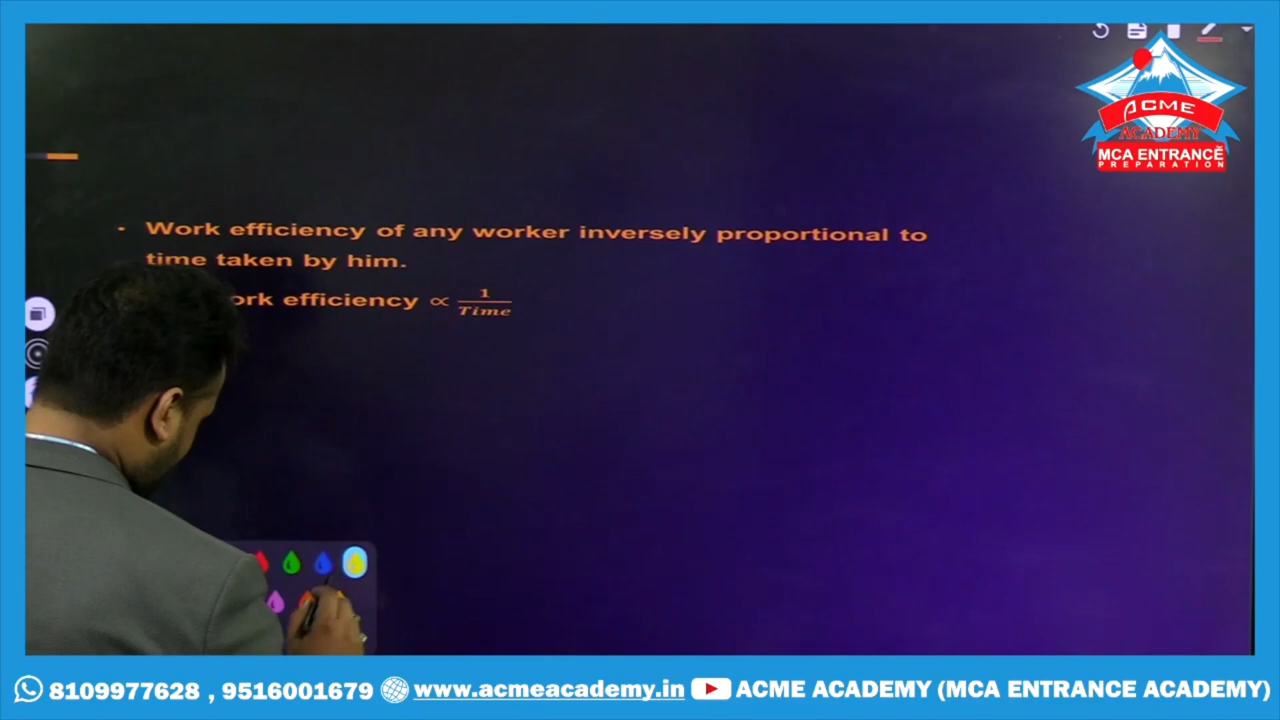 ACME
ACADEMY
MCA ENTRANCE
PREPARATION
• Work efficiency of any worker inversely proportional to
time taken by him.
ork efficiency ∝ 1/Time
8109977628 , 9516001679 www.acmeacademy.in ACME ACADEMY (MCA ENTRANCE ACADEMY)